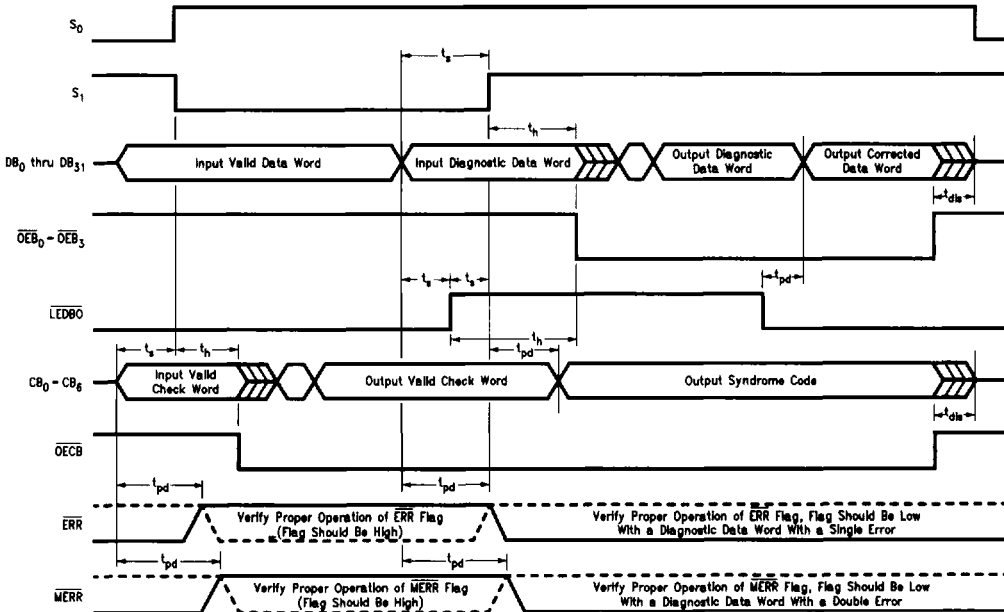 S0
ts
S1
th
DB0 thru DB31
Input Valid Data Word
Input Diagnostic Data Word
Output Diagnostic
Data Word
Output Corrected
Data Word
tdis
OEB0 - OEB3
ts
ts
tpd
LEDBO
ts
th
th
tpd
CB0 - CB6
Input Valid
Check Word
Output Valid Check Word
Output Syndrome Code
tdis
OECB
tpd
tpd
ERR
Verify Proper Operation of ERR Flag
(Flag Should Be High)
Verify Proper Operation of ERR Flag, Flag Should Be Low
With a Diagnostic Data Word With a Single Error
tpd
tpd
MERR
Verify Proper Operation of MERR Flag
(Flag Should Be High)
Verify Proper Operation of MERR Flag, Flag Should Be Low
With a Diagnostic Data Word With a Double Error